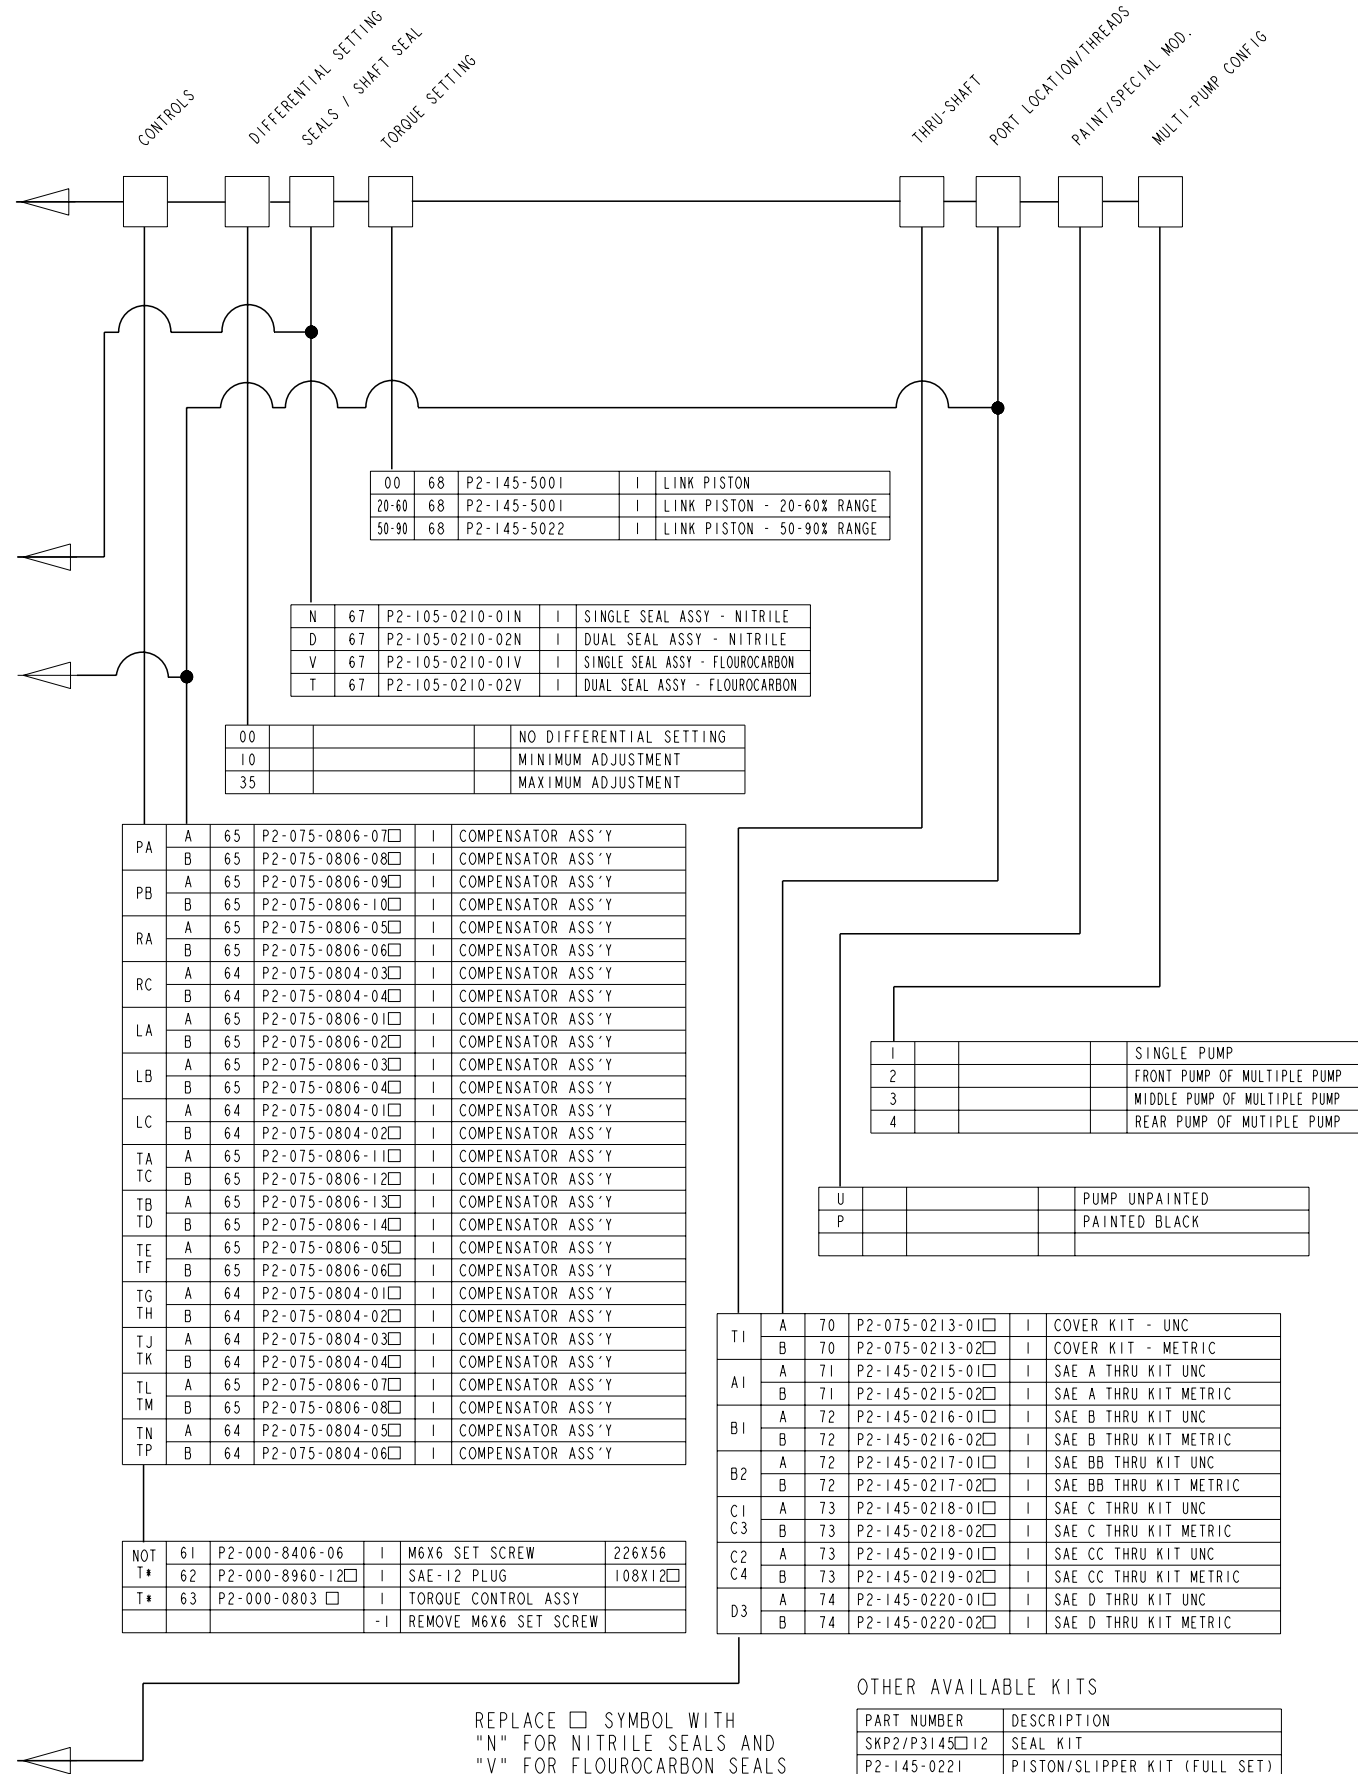 CONTROLS
DIFFERENTIAL SETTING
SEALS / SHAFT SEAL
TORQUE SETTING
THRU-SHAFT
PORT LOCATION/THREADS
PAINT/SPECIAL MOD.
MULTI-PUMP CONFIG
00 68 P2-145-5001 1 LINK PISTON
20-60 68 P2-145-5001 1 LINK PISTON - 20-60% RANGE
50-90 68 P2-145-5022 1 LINK PISTON - 50-90% RANGE
N 67 P2-105-0210-01N 1 SINGLE SEAL ASSY - NITRILE
D 67 P2-105-0210-02N 1 DUAL SEAL ASSY - NITRILE
V 67 P2-105-0210-01V 1 SINGLE SEAL ASSY - FLOUROCARBON
T 67 P2-105-0210-02V 1 DUAL SEAL ASSY - FLOUROCARBON
00 NO DIFFERENTIAL SETTING
10 MINIMUM ADJUSTMENT
35 MAXIMUM ADJUSTMENT
PA A 65 P2-075-0806-07□ 1 COMPENSATOR ASS'Y
B 65 P2-075-0806-08□ 1 COMPENSATOR ASS'Y
PB A 65 P2-075-0806-09□ 1 COMPENSATOR ASS'Y
B 65 P2-075-0806-10□ 1 COMPENSATOR ASS'Y
RA A 65 P2-075-0806-05□ 1 COMPENSATOR ASS'Y
B 65 P2-075-0806-06□ 1 COMPENSATOR ASS'Y
RC A 64 P2-075-0804-03□ 1 COMPENSATOR ASS'Y
B 64 P2-075-0804-04□ 1 COMPENSATOR ASS'Y
LA A 65 P2-075-0806-01□ 1 COMPENSATOR ASS'Y
B 65 P2-075-0806-02□ 1 COMPENSATOR ASS'Y
LB A 65 P2-075-0806-03□ 1 COMPENSATOR ASS'Y
B 65 P2-075-0806-04□ 1 COMPENSATOR ASS'Y
LC A 64 P2-075-0804-01□ 1 COMPENSATOR ASS'Y
B 64 P2-075-0804-02□ 1 COMPENSATOR ASS'Y
TA A 65 P2-075-0806-11□ 1 COMPENSATOR ASS'Y
TC B 65 P2-075-0806-12□ 1 COMPENSATOR ASS'Y
TB A 65 P2-075-0806-13□ 1 COMPENSATOR ASS'Y
TD B 65 P2-075-0806-14□ 1 COMPENSATOR ASS'Y
TE A 65 P2-075-0806-05□ 1 COMPENSATOR ASS'Y
TF B 65 P2-075-0806-06□ 1 COMPENSATOR ASS'Y
TG A 64 P2-075-0804-01□ 1 COMPENSATOR ASS'Y
TH B 64 P2-075-0804-02□ 1 COMPENSATOR ASS'Y
TJ A 64 P2-075-0804-03□ 1 COMPENSATOR ASS'Y
TK B 64 P2-075-0804-04□ 1 COMPENSATOR ASS'Y
TL A 65 P2-075-0806-07□ 1 COMPENSATOR ASS'Y
TM B 65 P2-075-0806-08□ 1 COMPENSATOR ASS'Y
TN A 64 P2-075-0804-05□ 1 COMPENSATOR ASS'Y
TP B 64 P2-075-0804-06□ 1 COMPENSATOR ASS'Y
1 SINGLE PUMP
2 FRONT PUMP OF MULTIPLE PUMP
3 MIDDLE PUMP OF MULTIPLE PUMP
4 REAR PUMP OF MUTIPLE PUMP
U PUMP UNPAINTED
P PAINTED BLACK
T1 A 70 P2-075-0213-01□ 1 COVER KIT - UNC
B 70 P2-075-0213-02□ 1 COVER KIT - METRIC
A1 A 71 P2-145-0215-01□ 1 SAE A THRU KIT UNC
B 71 P2-145-0215-02□ 1 SAE A THRU KIT METRIC
B1 A 72 P2-145-0216-01□ 1 SAE B THRU KIT UNC
B 72 P2-145-0216-02□ 1 SAE B THRU KIT METRIC
B2 A 72 P2-145-0217-01□ 1 SAE BB THRU KIT UNC
B 72 P2-145-0217-02□ 1 SAE BB THRU KIT METRIC
C1 A 73 P2-145-0218-01□ 1 SAE C THRU KIT UNC
C3 B 73 P2-145-0218-02□ 1 SAE C THRU KIT METRIC
C2 A 73 P2-145-0219-01□ 1 SAE CC THRU KIT UNC
C4 B 73 P2-145-0219-02□ 1 SAE CC THRU KIT METRIC
D3 A 74 P2-145-0220-01□ 1 SAE D THRU KIT UNC
B 74 P2-145-0220-02□ 1 SAE D THRU KIT METRIC
NOT 61 P2-000-8406-06 1 M6X6 SET SCREW 226X56
T* 62 P2-000-8960-12□ 1 SAE-12 PLUG 108X12□
T* 63 P2-000-0803 □ 1 TORQUE CONTROL ASSY
-1 REMOVE M6X6 SET SCREW
REPLACE □ SYMBOL WITH
"N" FOR NITRILE SEALS AND
"V" FOR FLOUROCARBON SEALS
OTHER AVAILABLE KITS
PART NUMBER DESCRIPTION
SKP2/P3145□12 SEAL KIT
P2-145-0221 PISTON/SLIPPER KIT (FULL SET)